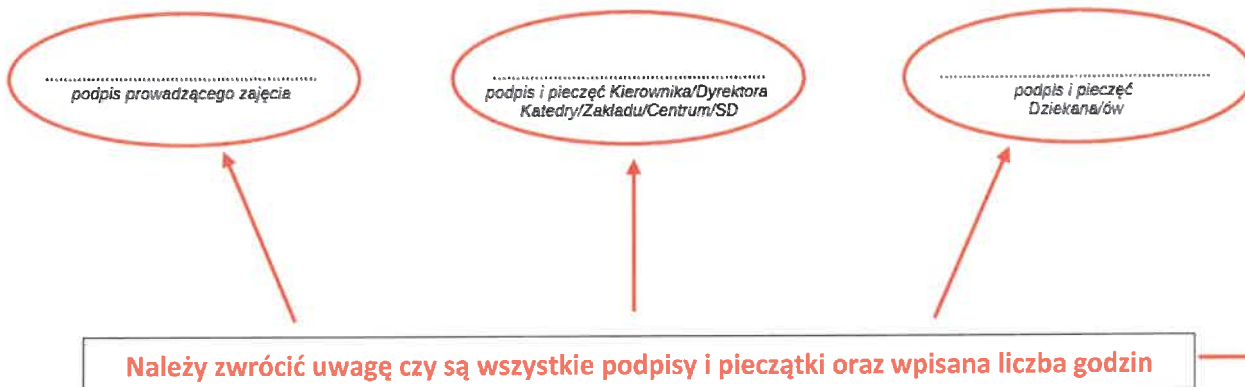 podpis prowadzącego zajęcia
podpis i pieczęć Kierownika/Dyrektora
Katedry/Zakładu/Centrum/SD
podpis i pieczęć
Dziekana/ów
Należy zwrócić uwagę czy są wszystkie podpisy i pieczątki oraz wpisana liczba godzin